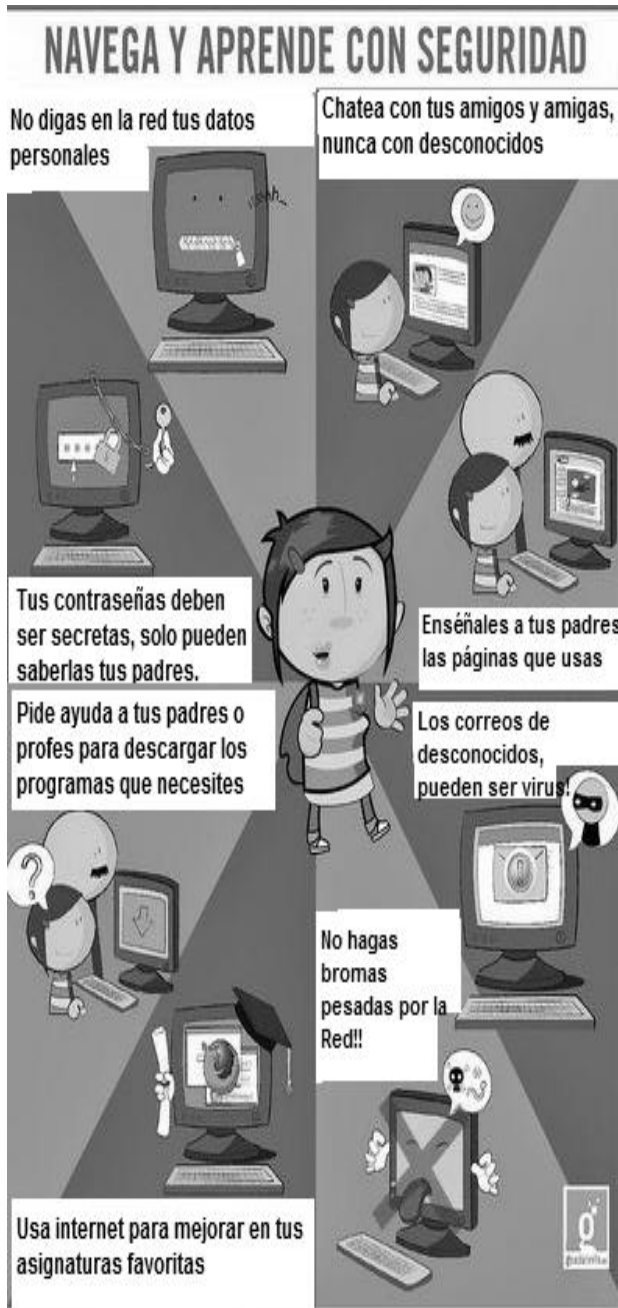 NAVEGA Y APRENDE CON SEGURIDAD
No digas en la red tus datos
personales
Chatea con tus amigos y amigas,
nunca con desconocidos
Tus contraseñas deben
ser secretas, solo pueden
saberlas tus padres.
Enséñales a tus padres
las páginas que usas
Pide ayuda a tus padres o
profes para descargar los
programas que necesites
Los correos de
desconocidos,
pueden ser virus!
?
No hagas
bromas
pesadas por la
Red!!
Usa internet para mejorar en tus
asignaturas favoritas
g